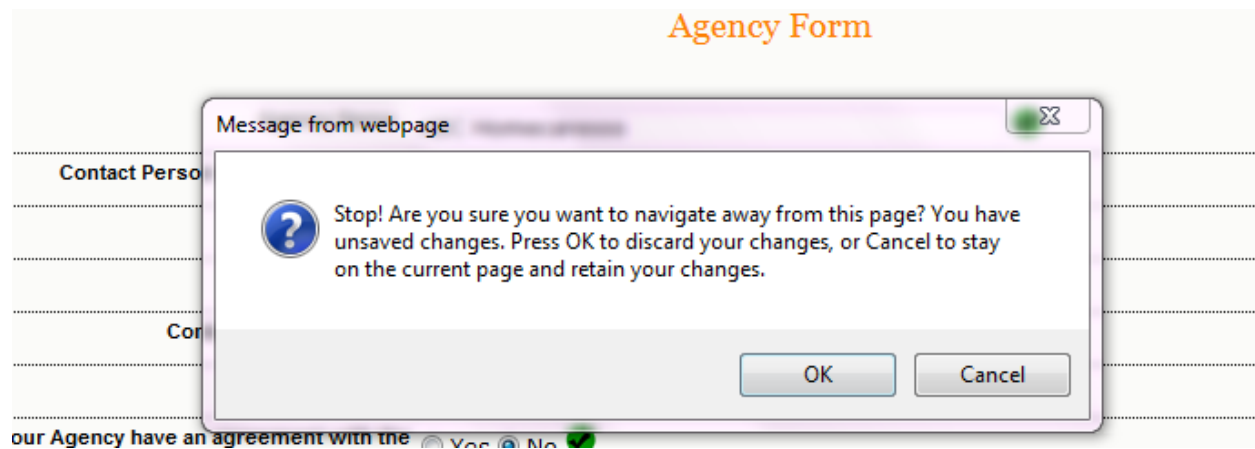 Agency Form
Message from webpage
Contact Perso
Stop! Are you sure you want to navigate away from this page? You have
unsaved changes. Press OK to discard your changes, or Cancel to stay
on the current page and retain your changes.
Cor
OK Cancel
our Agency have an agreement with the Yes No